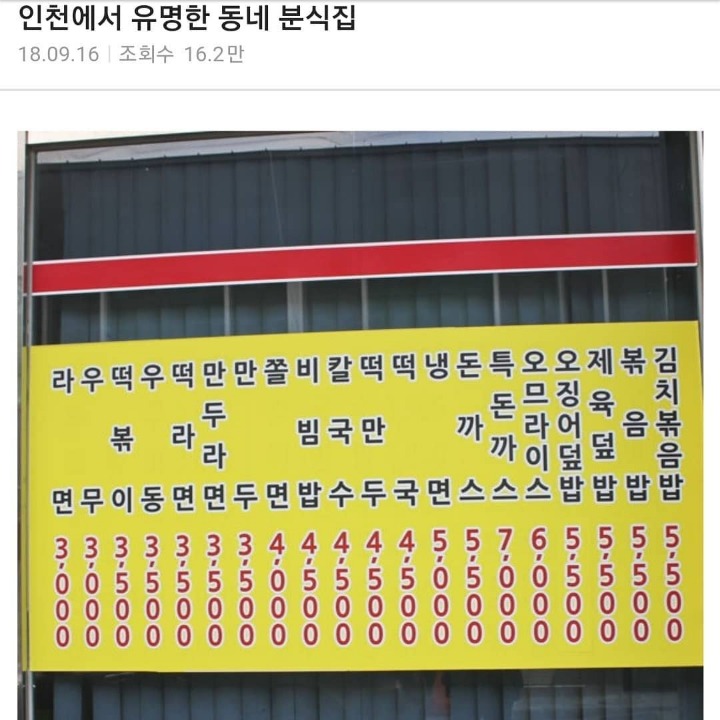 인천에서 유명한 동네 분식집
18.09.16 | 조회수 16.2만
라면 3,000
우무 3,000
떡볶이 3,500
우동 3,500
떡라면 3,500
만두라면 3,500
만두 3,500
쫄면 4,000
비빔밥 4,500
칼국수 4,500
떡만두 4,500
떡국 4,500
냉면 5,000
돈까스 5,500
특돈까스 7,000
오므라이스 6,000
오징어덮밥 5,500
제육덮밥 5,500
볶음밥 5,500
김치볶음밥 5,500